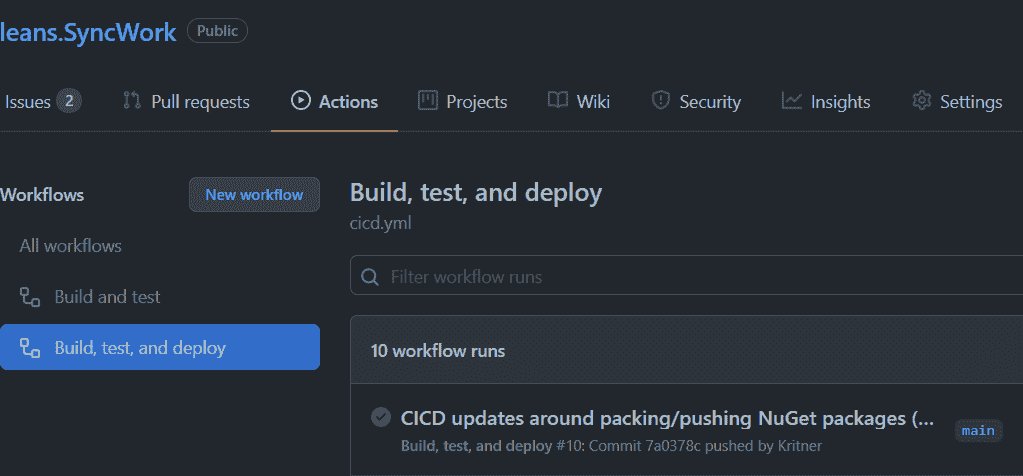 leans.SyncWork Public
Issues 2 Pull requests Actions Projects Wiki Security Insights Settings
Workflows New workflow
All workflows
Build and test
Build, test, and deploy
Build, test, and deploy
cicd.yml
Filter workflow runs
10 workflow runs
CICD updates around packing/pushing NuGet packages (... main
Build, test, and deploy #10: Commit 7a0378c pushed by Kritner